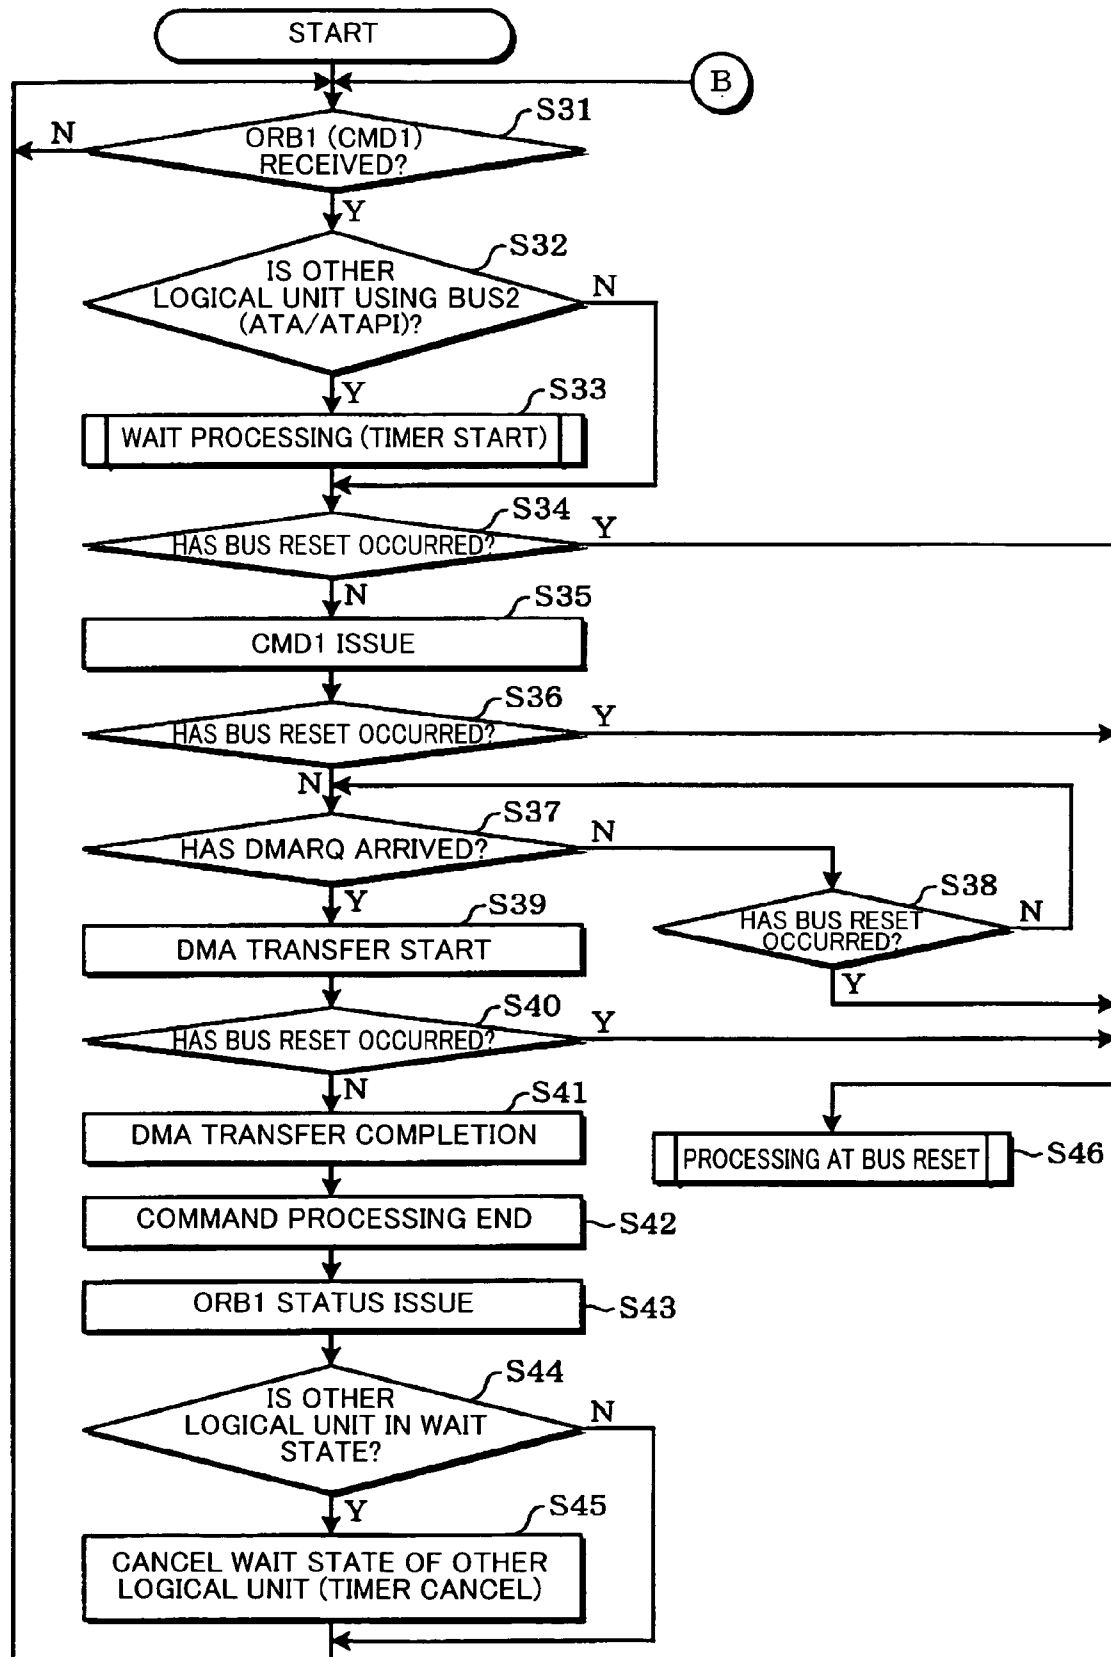 START
B
S31
N
ORB1 (CMD1)
RECEIVED?
Y
S32
IS OTHER
LOGICAL UNIT USING BUS2
(ATA/ATAPI)?
N
Y
S33
WAIT PROCESSING (TIMER START)
S34
HAS BUS RESET OCCURRED?
Y
N
S35
CMD1 ISSUE
S36
HAS BUS RESET OCCURRED?
Y
N
S37
HAS DMARQ ARRIVED?
N
Y
S38
HAS BUS RESET
OCCURRED?
N
Y
S39
DMA TRANSFER START
S40
HAS BUS RESET OCCURRED?
Y
N
S41
DMA TRANSFER COMPLETION
PROCESSING AT BUS RESET
S46
COMMAND PROCESSING END
S42
ORB1 STATUS ISSUE
S43
S44
IS OTHER
LOGICAL UNIT IN WAIT
STATE?
N
Y
S45
CANCEL WAIT STATE OF OTHER
LOGICAL UNIT (TIMER CANCEL)